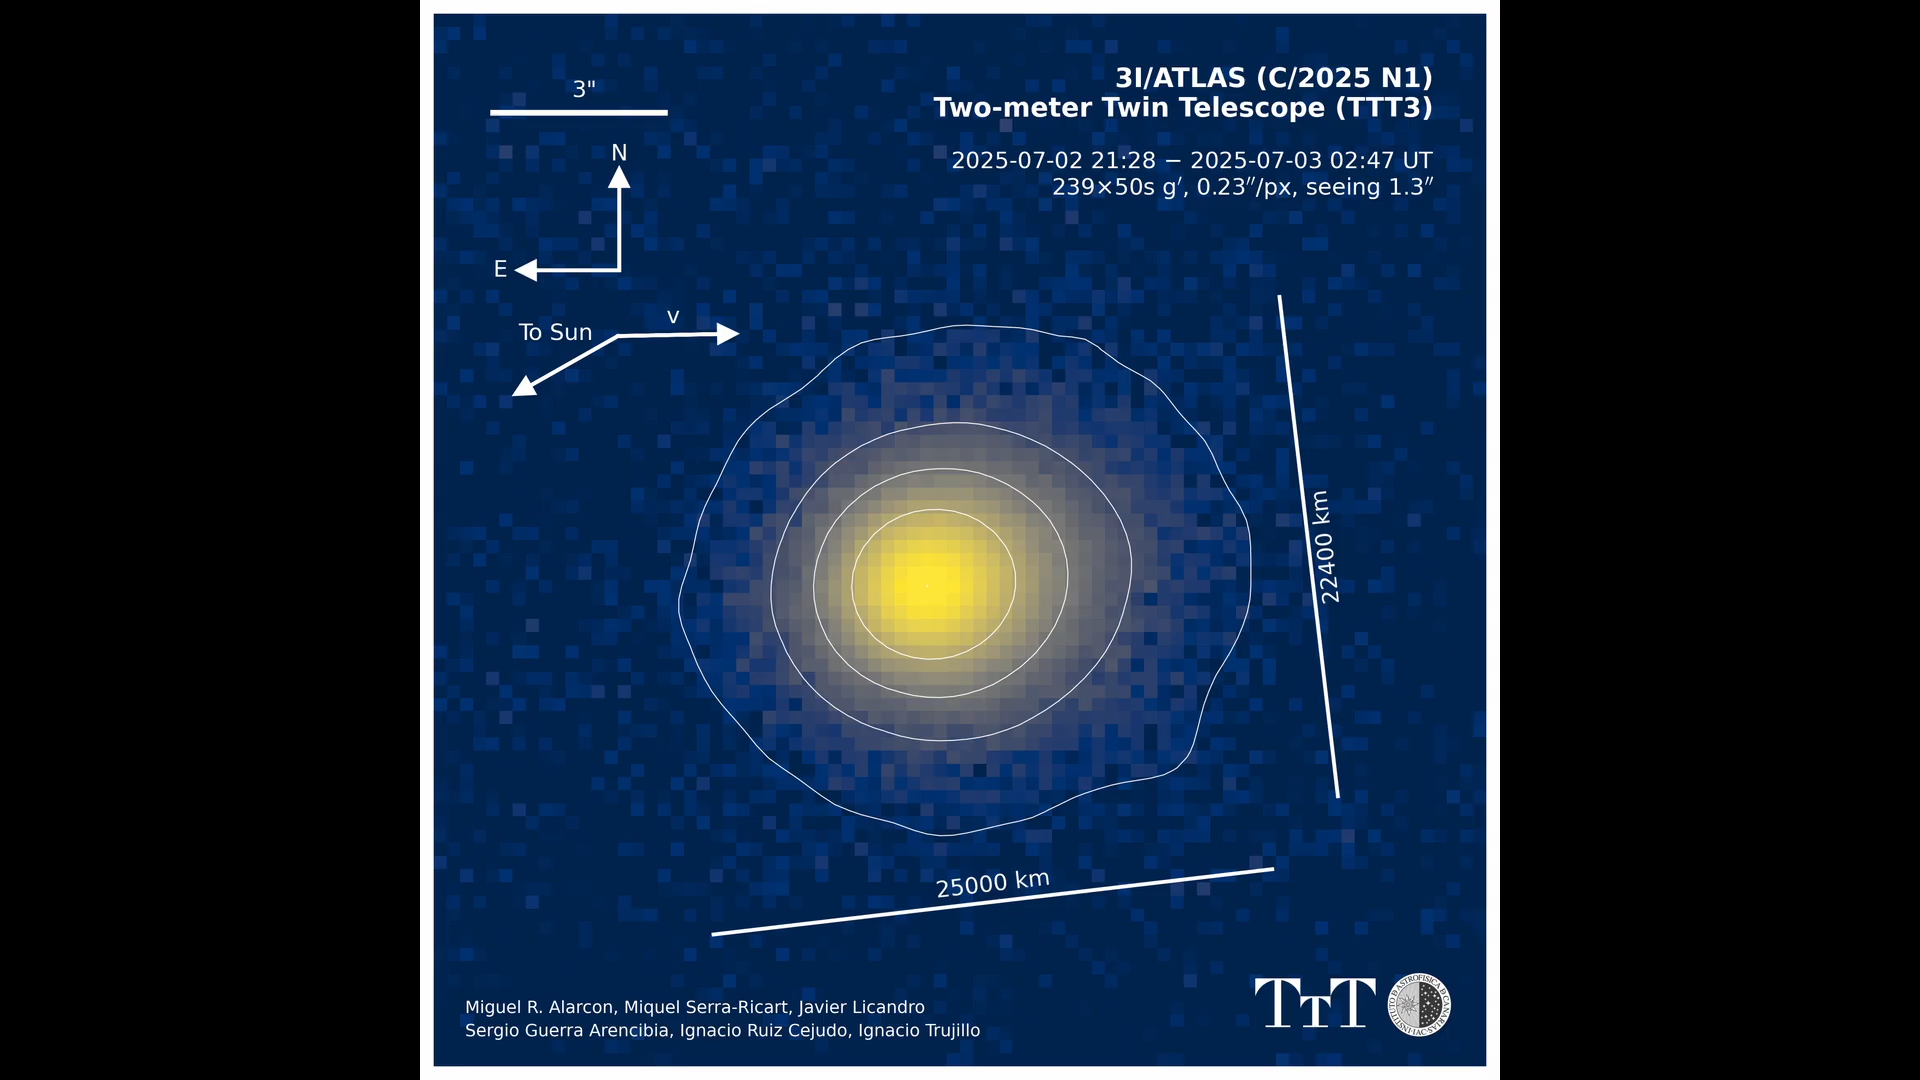 3"
3I/ATLAS (C/2025 N1)
Two-meter Twin Telescope (TTT3)
N
2025-07-02 21:28 − 2025-07-03 02:47 UT
239×50s g′, 0.23″/px, seeing 1.3″
E
To Sun
v
22400 km
25000 km
Miguel R. Alarcon, Miquel Serra-Ricart, Javier Licandro
Sergio Guerra Arencibia, Ignacio Ruiz Cejudo, Ignacio Trujillo
TTT